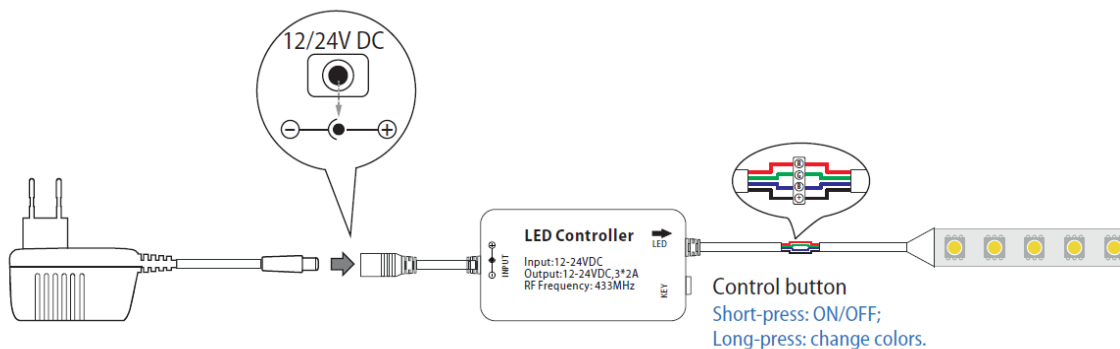 12/24V DC
LED Controller
LED
INPUT
Input:12-24VDC
Output:12-24VDC,3*2A
RF Frequency: 433MHz
KEY
R
G
B
Control button
Short-press: ON/OFF;
Long-press: change colors.